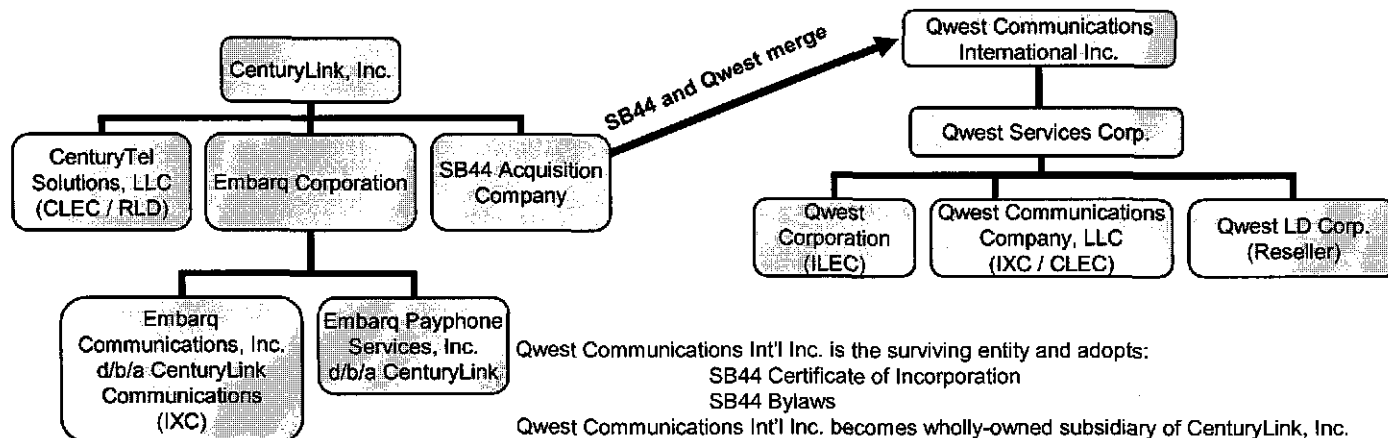 CenturyLink, Inc.
CenturyTel
Solutions, LLC
(CLEC / RLD)
Embarq Corporation
SB44 Acquisition
Company
Embarq
Communications, Inc.
d/b/a CenturyLink
Communications
(IXC)
Embarq Payphone
Services, Inc.
d/b/a CenturyLink
SB44 and Qwest merge
Qwest Communications
International Inc.
Qwest Services Corp.
Qwest
Corporation
(ILEC)
Qwest Communications
Company, LLC
(IXC / CLEC)
Qwest LD Corp.
(Reseller)
Qwest Communications Int'l Inc. is the surviving entity and adopts:
SB44 Certificate of Incorporation
SB44 Bylaws
Qwest Communications Int'l Inc. becomes wholly-owned subsidiary of CenturyLink, Inc.